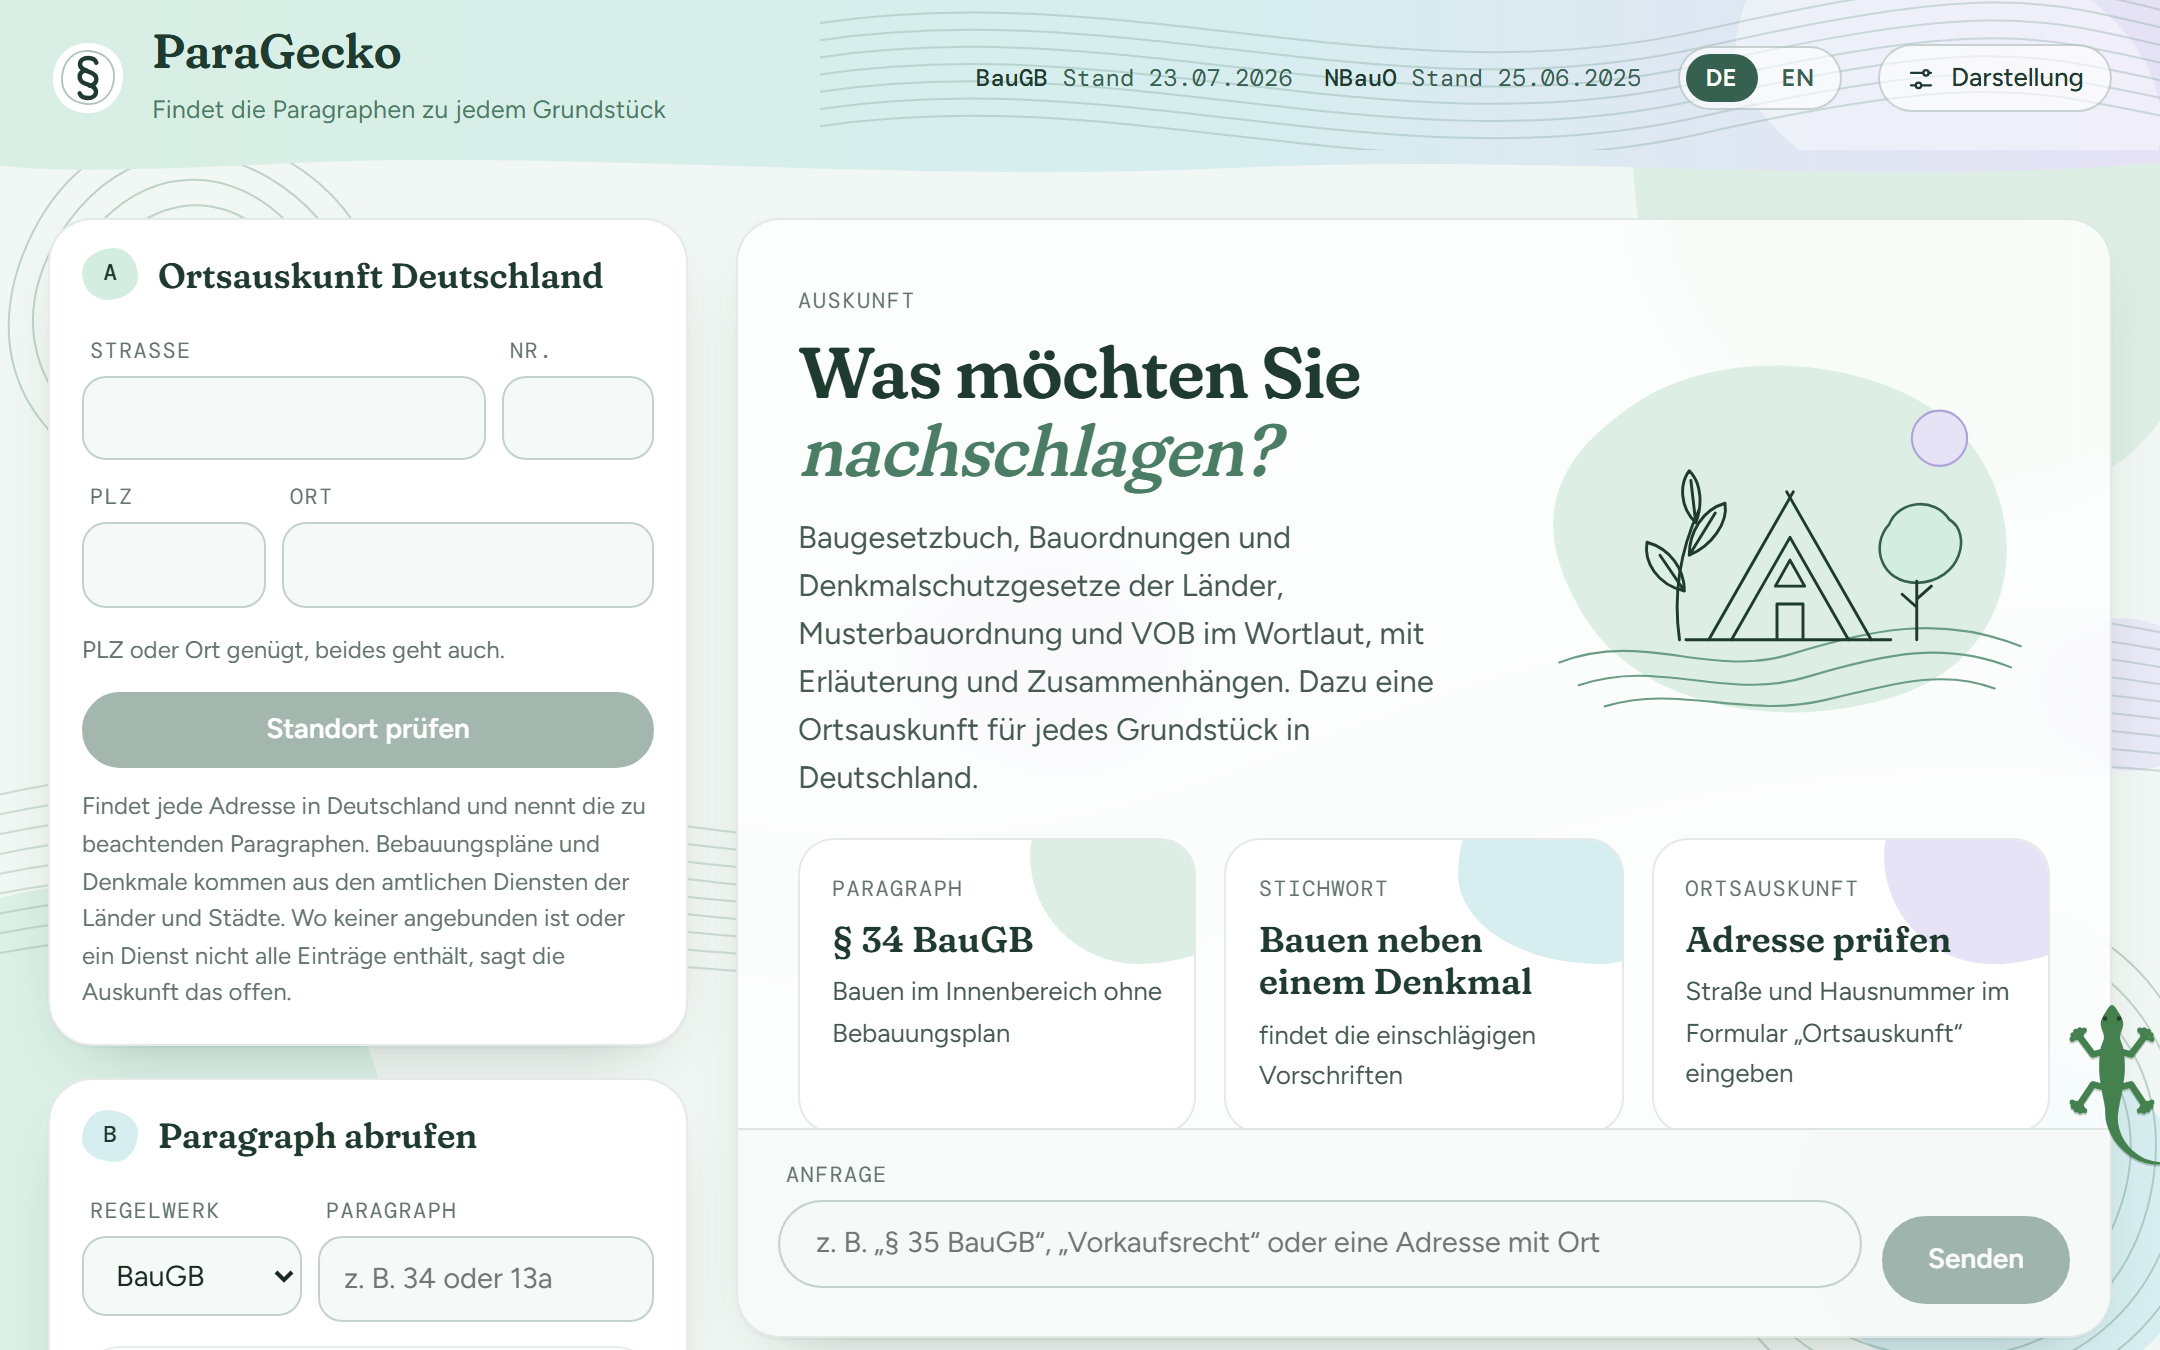 §
ParaGecko
Findet die Paragraphen zu jedem Grundstück
BauGB Stand 23.07.2026 NBauO Stand 25.06.2025
DE EN
Darstellung
A Ortsauskunft Deutschland
STRASSE NR.
PLZ ORT
PLZ oder Ort genügt, beides geht auch.
Standort prüfen
Findet jede Adresse in Deutschland und nennt die zu
beachtenden Paragraphen. Bebauungspläne und
Denkmale kommen aus den amtlichen Diensten der
Länder und Städte. Wo keiner angebunden ist oder
ein Dienst nicht alle Einträge enthält, sagt die
Auskunft das offen.
B Paragraph abrufen
REGELWERK PARAGRAPH
BauGB z. B. 34 oder 13a
AUSKUNFT
Was möchten Sie
nachschlagen?
Baugesetzbuch, Bauordnungen und
Denkmalschutzgesetze der Länder,
Musterbauordnung und VOB im Wortlaut, mit
Erläuterung und Zusammenhängen. Dazu eine
Ortsauskunft für jedes Grundstück in
Deutschland.
PARAGRAPH
§ 34 BauGB
Bauen im Innenbereich ohne
Bebauungsplan
STICHWORT
Bauen neben
einem Denkmal
findet die einschlägigen
Vorschriften
ORTSAUSKUNFT
Adresse prüfen
Straße und Hausnummer im
Formular „Ortsauskunft“
eingeben
ANFRAGE
z. B. „§ 35 BauGB“, „Vorkaufsrecht“ oder eine Adresse mit Ort
Senden